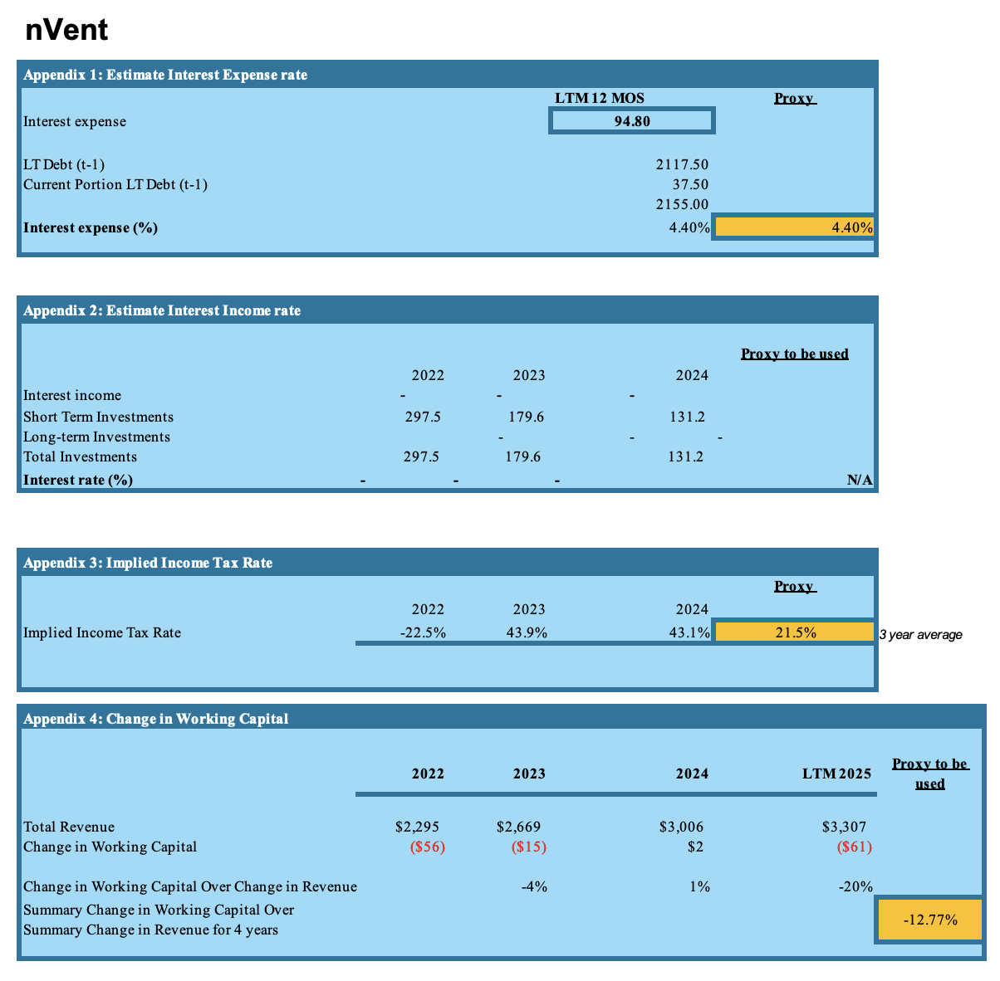 nVent
Appendix 1: Estimate Interest Expense rate
LTM 12 MOS Proxy
Interest expense 94.80
LT Debt (t-1) 2117.50
Current Portion LT Debt (t-1) 37.50
2155.00
Interest expense (%) 4.40% 4.40%
Appendix 2: Estimate Interest Income rate
Proxy to be used
2022 2023 2024
Interest income - - -
Short Term Investments 297.5 179.6 131.2
Long-term Investments - - -
Total Investments 297.5 179.6 131.2
Interest rate (%) - - - N/A
Appendix 3: Implied Income Tax Rate
Proxy
2022 2023 2024
Implied Income Tax Rate -22.5% 43.9% 43.1% 21.5% 3 year average
Appendix 4: Change in Working Capital
2022 2023 2024 LTM 2025 Proxy to be used
Total Revenue $2,295 $2,669 $3,006 $3,307
Change in Working Capital ($56) ($15) $2 ($61)
Change in Working Capital Over Change in Revenue -4% 1% -20%
Summary Change in Working Capital Over
Summary Change in Revenue for 4 years -12.77%